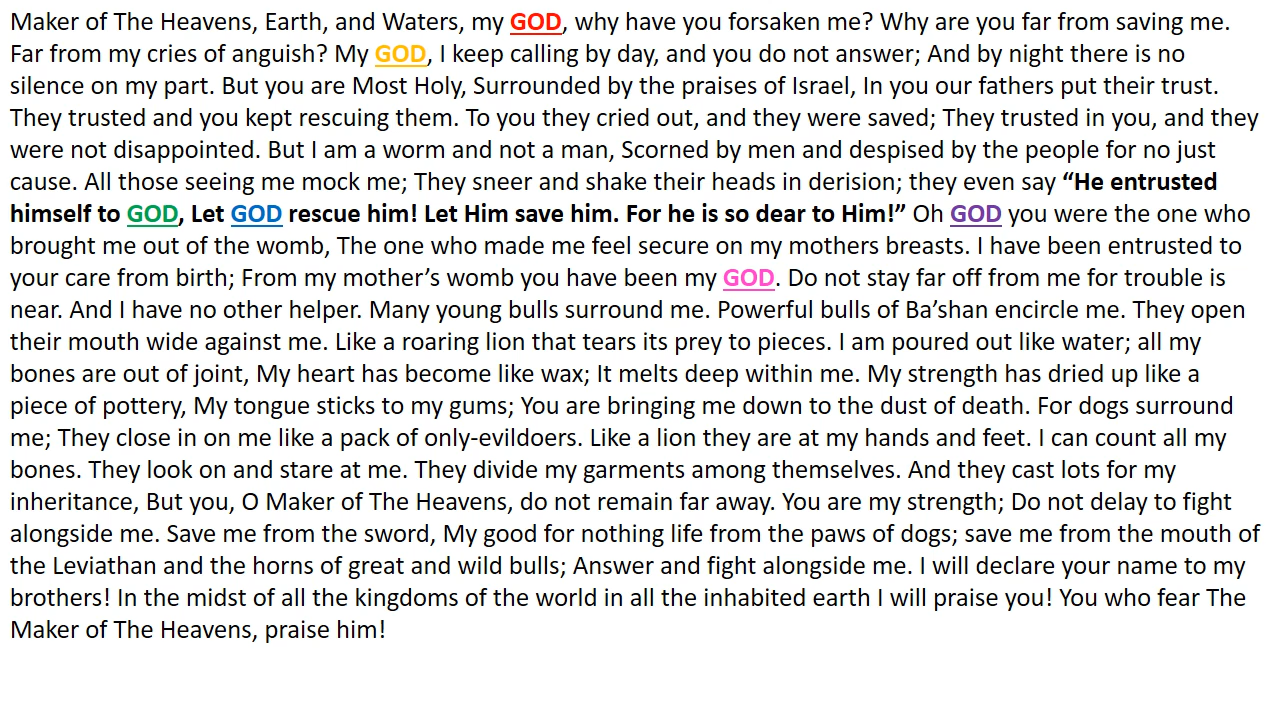 Maker of The Heavens, Earth, and Waters, my GOD, why have you forsaken me? Why are you far from saving me.
Far from my cries of anguish? My GOD, I keep calling by day, and you do not answer; And by night there is no
silence on my part. But you are Most Holy, Surrounded by the praises of Israel, In you our fathers put their trust.
They trusted and you kept rescuing them. To you they cried out, and they were saved; They trusted in you, and they
were not disappointed. But I am a worm and not a man, Scorned by men and despised by the people for no just
cause. All those seeing me mock me; They sneer and shake their heads in derision; they even say “He entrusted
himself to GOD, Let GOD rescue him! Let Him save him. For he is so dear to Him!” Oh GOD you were the one who
brought me out of the womb, The one who made me feel secure on my mothers breasts. I have been entrusted to
your care from birth; From my mother’s womb you have been my GOD. Do not stay far off from me for trouble is
near. And I have no other helper. Many young bulls surround me. Powerful bulls of Ba’shan encircle me. They open
their mouth wide against me. Like a roaring lion that tears its prey to pieces. I am poured out like water; all my
bones are out of joint, My heart has become like wax; It melts deep within me. My strength has dried up like a
piece of pottery, My tongue sticks to my gums; You are bringing me down to the dust of death. For dogs surround
me; They close in on me like a pack of only-evildoers. Like a lion they are at my hands and feet. I can count all my
bones. They look on and stare at me. They divide my garments among themselves. And they cast lots for my
inheritance, But you, O Maker of The Heavens, do not remain far away. You are my strength; Do not delay to fight
alongside me. Save me from the sword, My good for nothing life from the paws of dogs; save me from the mouth of
the Leviathan and the horns of great and wild bulls; Answer and fight alongside me. I will declare your name to my
brothers! In the midst of all the kingdoms of the world in all the inhabited earth I will praise you! You who fear The
Maker of The Heavens, praise him!